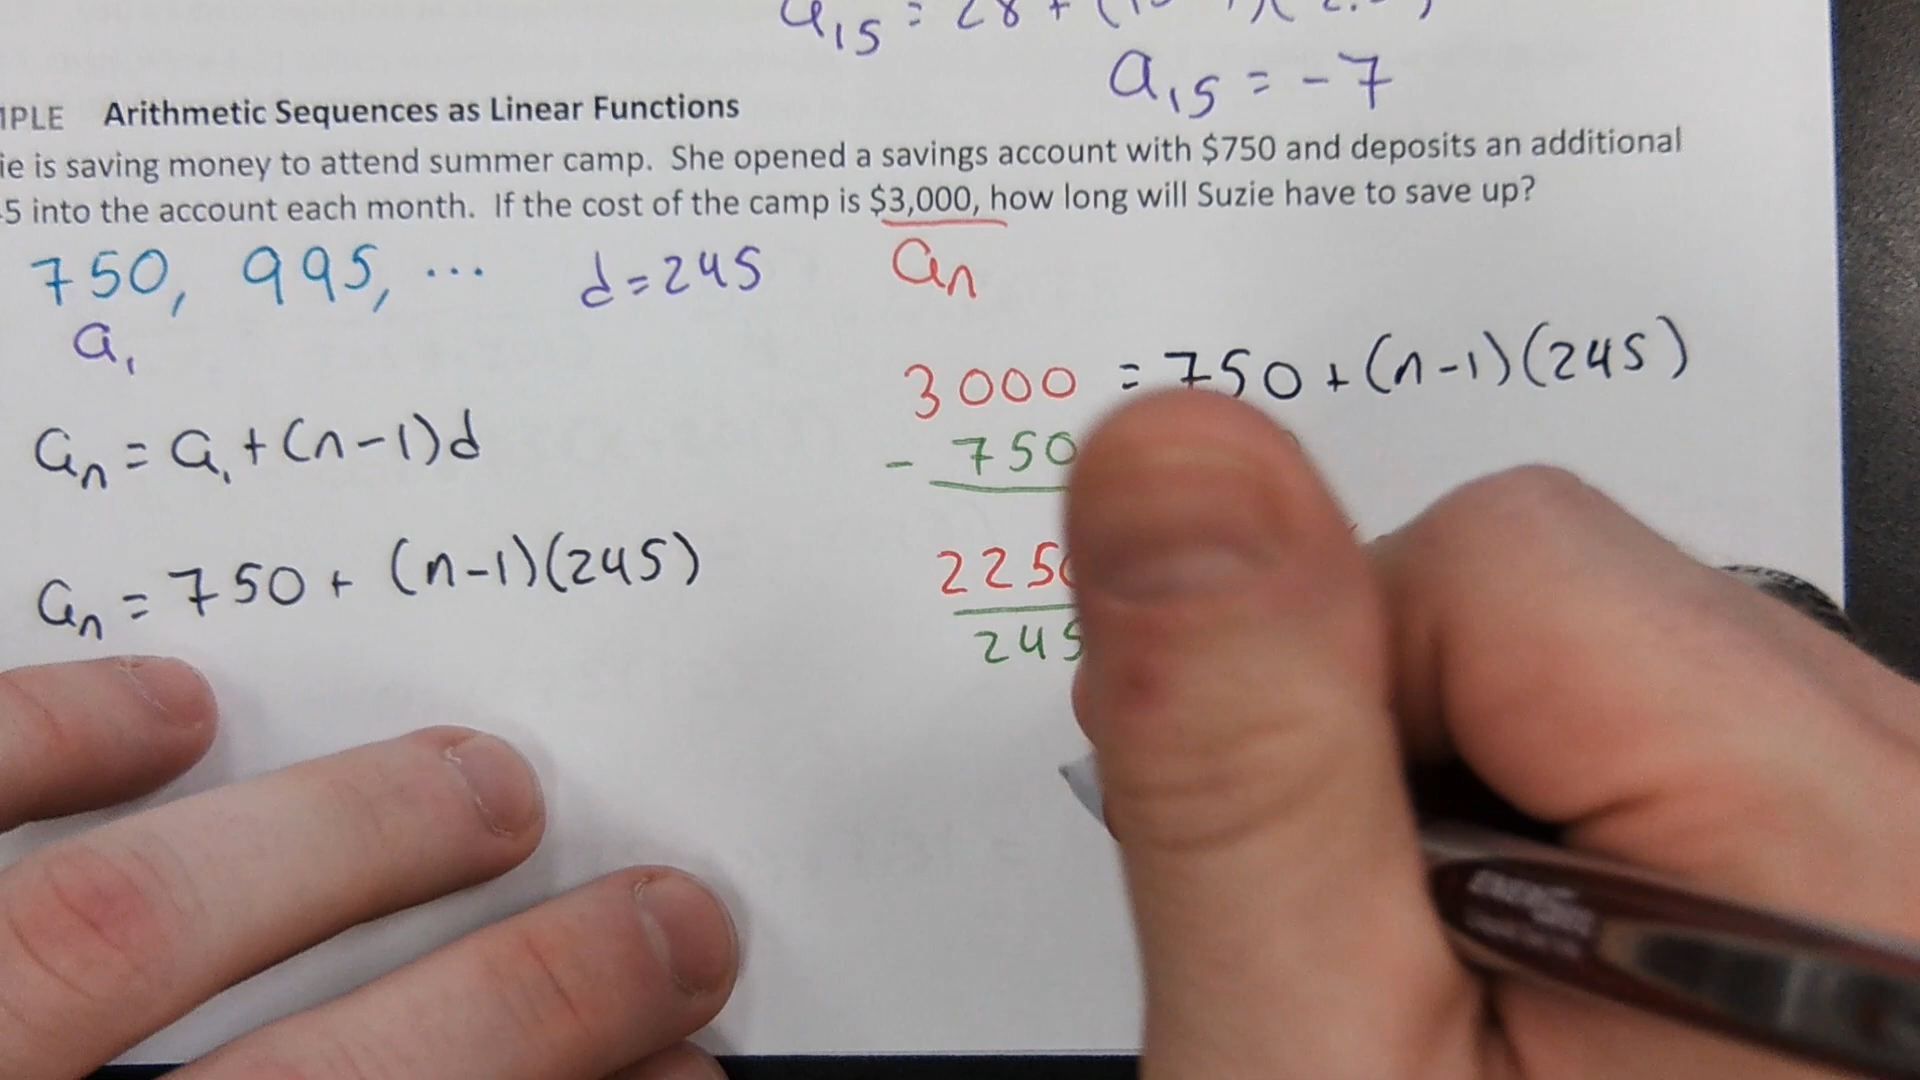 a₁₅ = 28 +
a₁₅ = -7
Arithmetic Sequences as Linear Functions
is saving money to attend summer camp. She opened a savings account with $750 and deposits an additional
5 into the account each month. If the cost of the camp is $3,000, how long will Suzie have to save up?
750, 995, ... d=245 aₙ
a₁
3000 = 750 + (n-1)(245)
- 750
aₙ = a₁ + (n-1)d
aₙ = 750 + (n-1)(245)
225
245